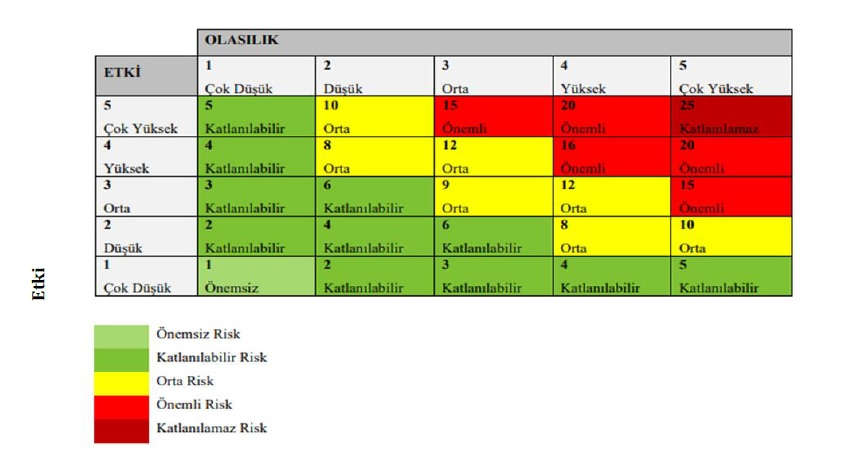 OLASILIK
ETKİ
1 2 3 4 5
Çok Düşük Düşük Orta Yüksek Çok Yüksek
5 5 10 15 20 25
Çok Yüksek Katlanılabilir Orta Önemli Önemli Katlanılamaz
4 4 8 12 16 20
Yüksek Katlanılabilir Orta Orta Önemli Önemli
3 3 6 9 12 15
Orta Katlanılabilir Katlanılabilir Orta Orta Önemli
2 2 4 6 8 10
Düşük Katlanılabilir Katlanılabilir Katlanılabilir Orta Orta
1 1 2 3 4 5
Çok Düşük Önemsiz Katlanılabilir Katlanılabilir Katlanılabilir Katlanılabilir
Etki
Önemsiz Risk
Katlanılabilir Risk
Orta Risk
Önemli Risk
Katlanılamaz Risk